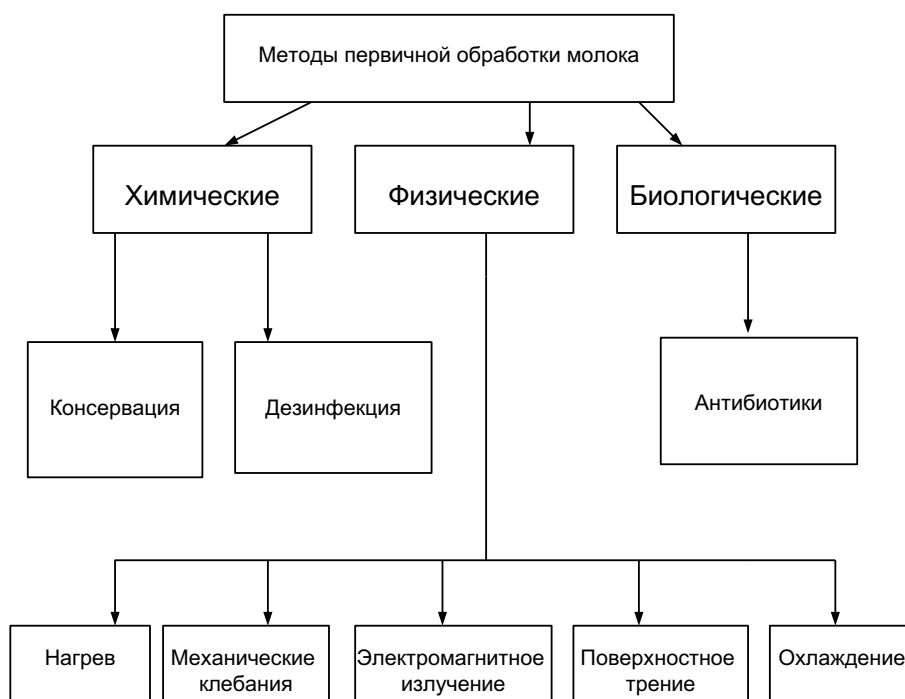 Методы первичной обработки молока
Химические
Физические
Биологические
Консервация
Дезинфекция
Антибиотики
Нагрев
Механические
клебания
Электромагнитное
излучение
Поверхностное
трение
Охлаждение